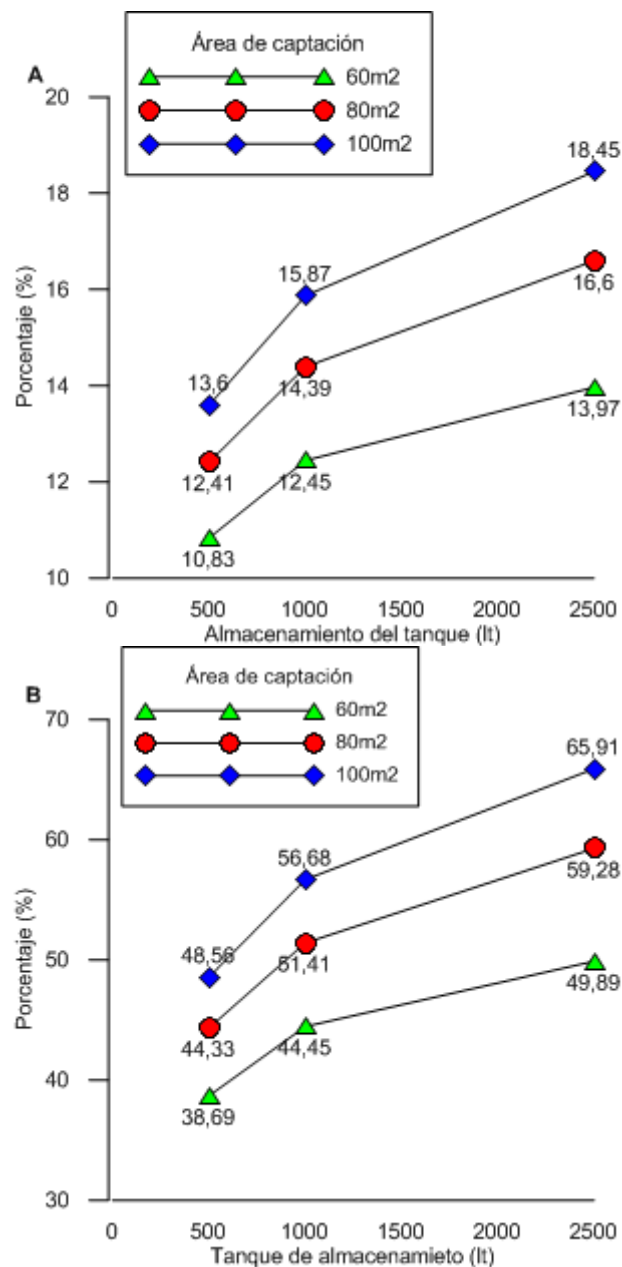 Área de captación
A
60m2
80m2
100m2
20
18
16
14
12
10
Porcentaje (%)
18,45
15,87
16,6
13,6
14,39
13,97
12,41
12,45
10,83
0 500 1000 1500 2000 2500
Almacenamiento del tanque (lt)
Área de captación
B
60m2
80m2
100m2
70
60
50
40
30
Porcentaje (%)
65,91
56,68
59,28
48,56
51,41
49,89
44,33
44,45
38,69
0 500 1000 1500 2000 2500
Tanque de almacenamieto (lt)